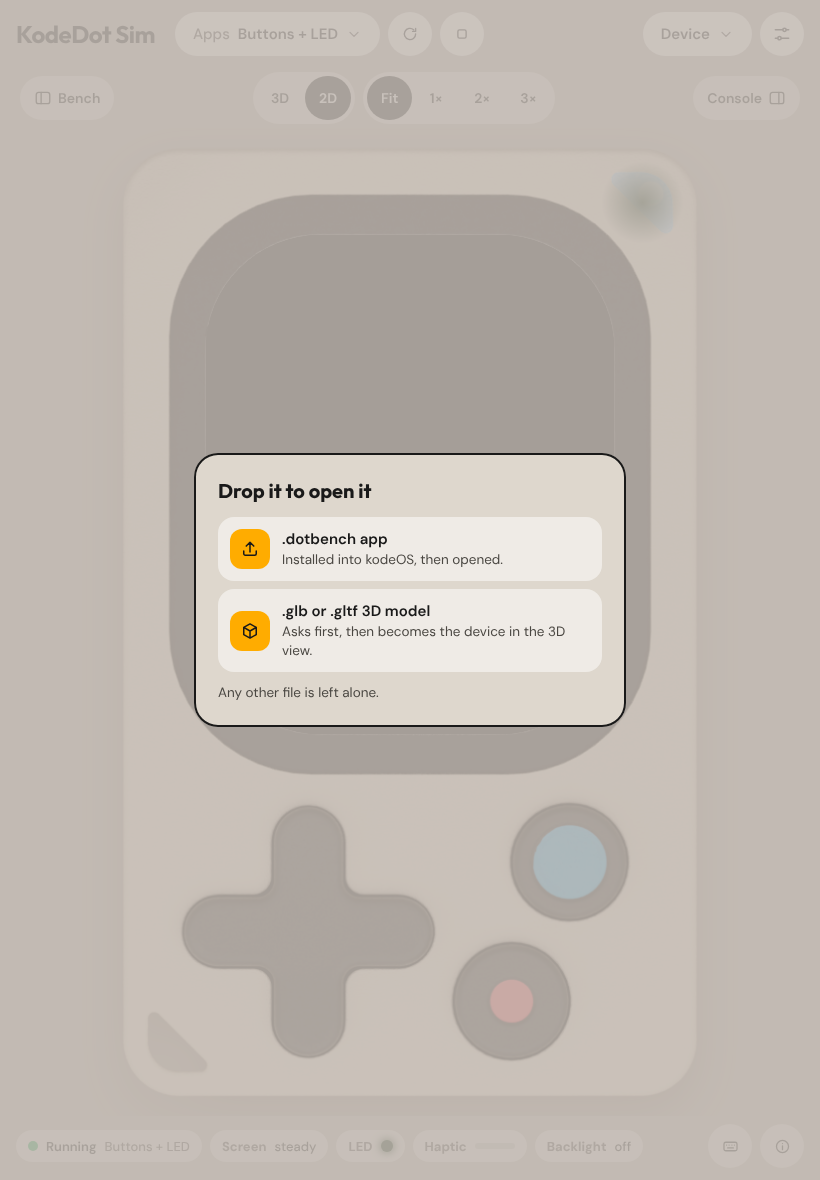 KodeDot Sim
Apps Buttons + LED
Device
Bench
3D 2D Fit 1× 2× 3×
Console
Drop it to open it
.dotbench app
Installed into kodeOS, then opened.
.glb or .gltf 3D model
Asks first, then becomes the device in the 3D
view.
Any other file is left alone.
Running Buttons + LED
Screen steady
LED
Haptic
Backlight off